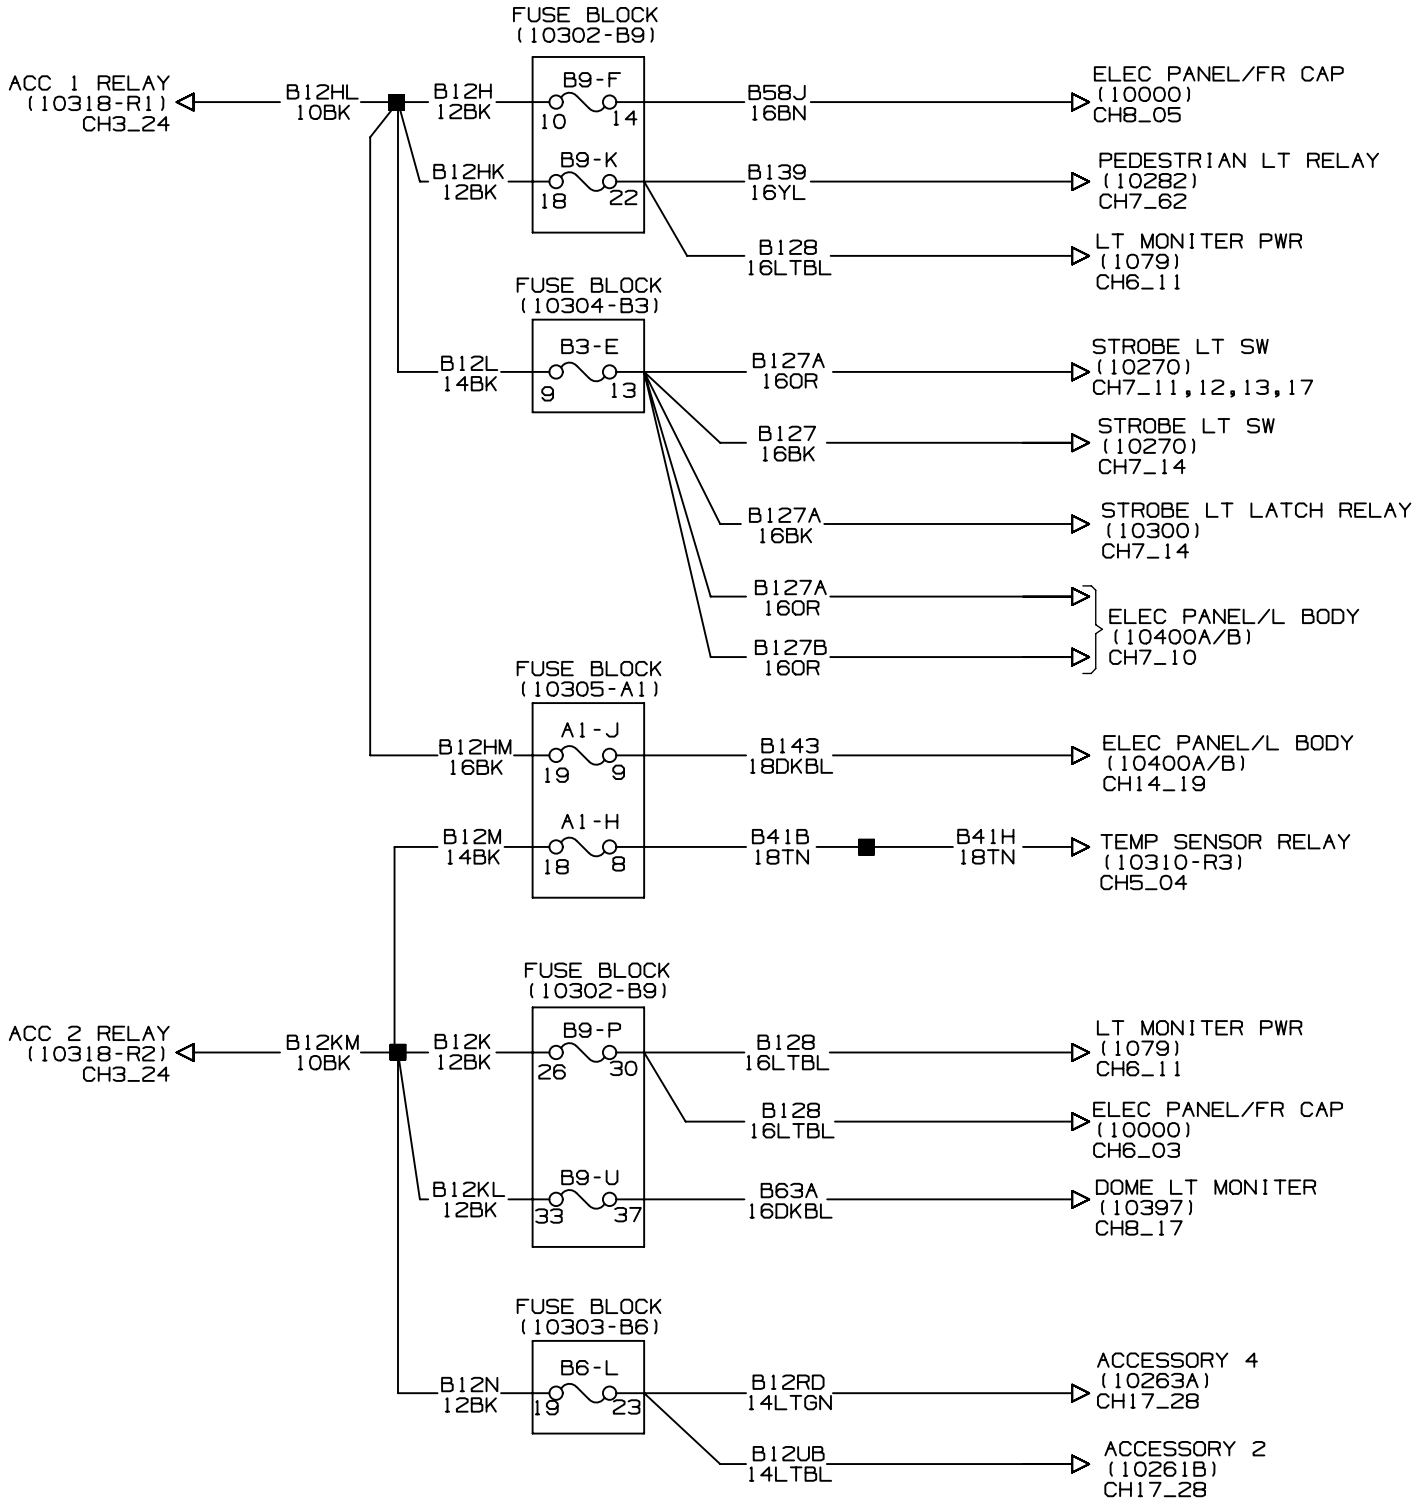 FUSE BLOCK
(10302-B9)
ACC 1 RELAY
(10318-R1)
CH3_24
B12HL
10BK
B12H
12BK
B9-F
10
14
B58J
16BN
ELEC PANEL/FR CAP
(10000)
CH8_05
B12HK
12BK
B9-K
18
22
B139
16YL
PEDESTRIAN LT RELAY
(10282)
CH7_62
B128
16LTBL
LT MONITER PWR
(1079)
CH6_11
FUSE BLOCK
(10304-B3)
B12L
14BK
B3-E
9
13
B127A
16OR
STROBE LT SW
(10270)
CH7_11,12,13,17
B127
16BK
STROBE LT SW
(10270)
CH7_14
B127A
16BK
STROBE LT LATCH RELAY
(10300)
CH7_14
B127A
16OR
B127B
16OR
ELEC PANEL/L BODY
(10400A/B)
CH7_10
FUSE BLOCK
(10305-A1)
B12HM
16BK
A1-J
19
9
B143
18DKBL
ELEC PANEL/L BODY
(10400A/B)
CH14_19
B12M
14BK
A1-H
18
8
B41B
18TN
B41H
18TN
TEMP SENSOR RELAY
(10310-R3)
CH5_04
FUSE BLOCK
(10302-B9)
ACC 2 RELAY
(10318-R2)
CH3_24
B12KM
10BK
B12K
12BK
B9-P
26
30
B128
16LTBL
LT MONITER PWR
(1079)
CH6_11
B128
16LTBL
ELEC PANEL/FR CAP
(10000)
CH6_03
B12KL
12BK
B9-U
33
37
B63A
16DKBL
DOME LT MONITER
(10397)
CH8_17
FUSE BLOCK
(10303-B6)
B12N
12BK
B6-L
19
23
B12RD
14LTGN
ACCESSORY 4
(10263A)
CH17_28
B12UB
14LTBL
ACCESSORY 2
(10261B)
CH17_28